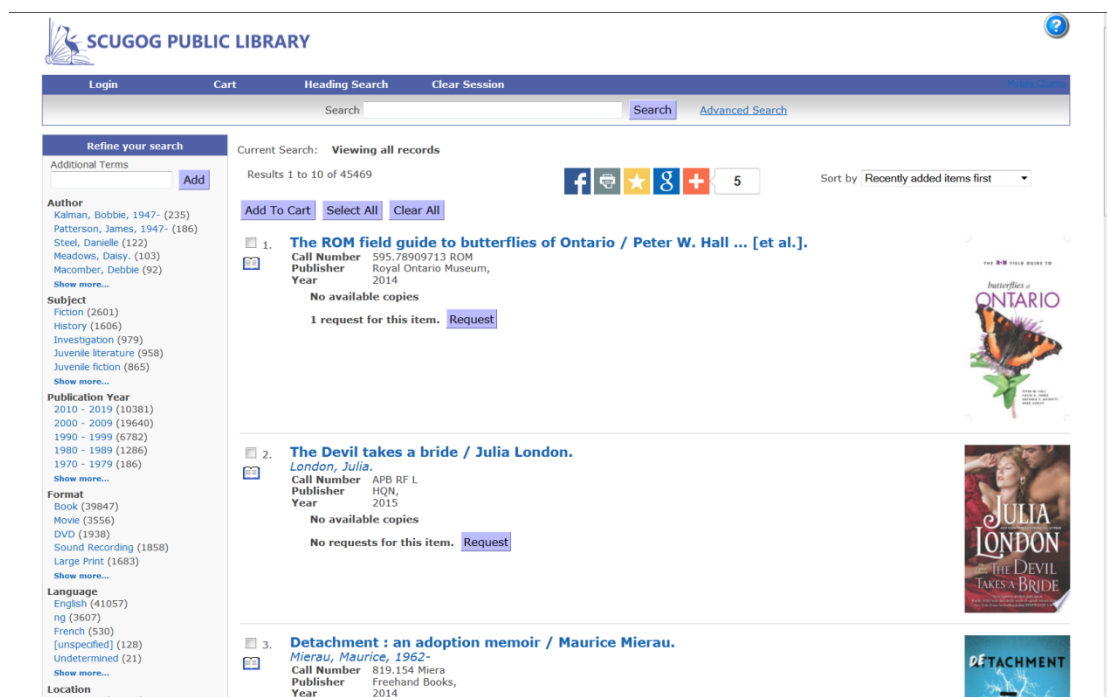 SCUGOG PUBLIC LIBRARY
?
Login Cart Heading Search Clear Session
Search Search Advanced Search
Refine your search
Additional Terms
Add
Author
Kalman, Bobbie, 1947- (235)
Patterson, James, 1947- (186)
Steel, Danielle (122)
Meadows, Daisy. (103)
Macomber, Debbie (92)
Show more...
Subject
Fiction (2601)
History (1606)
Investigation (979)
Juvenile literature (958)
Juvenile fiction (865)
Show more...
Publication Year
2010 - 2019 (10381)
2000 - 2009 (19640)
1990 - 1999 (6782)
1980 - 1989 (1286)
1970 - 1979 (186)
Show more...
Format
Book (39847)
Movie (3556)
DVD (1938)
Sound Recording (1858)
Large Print (1683)
Show more...
Language
English (41057)
ng (3607)
French (530)
[unspecified] (128)
Undetermined (21)
Show more...
Location
Current Search: Viewing all records
Results 1 to 10 of 45469
f 8 + 5
Sort by Recently added items first
Add To Cart Select All Clear All
1. The ROM field guide to butterflies of Ontario / Peter W. Hall ... [et al.].
Call Number 595.78909713 ROM
Publisher Royal Ontario Museum,
Year 2014
No available copies
1 request for this item. Request
THE ROM FIELD GUIDE TO
butterflies of
ONTARIO
2. The Devil takes a bride / Julia London.
London, Julia.
Call Number APB RF L
Publisher HQN,
Year 2015
No available copies
No requests for this item. Request
JULIA
LONDON
THE DEVIL
TAKES A BRIDE
3. Detachment : an adoption memoir / Maurice Mierau.
Mierau, Maurice, 1962-
Call Number 819.154 Miera
Publisher Freehand Books,
Year 2014
DETACHMENT